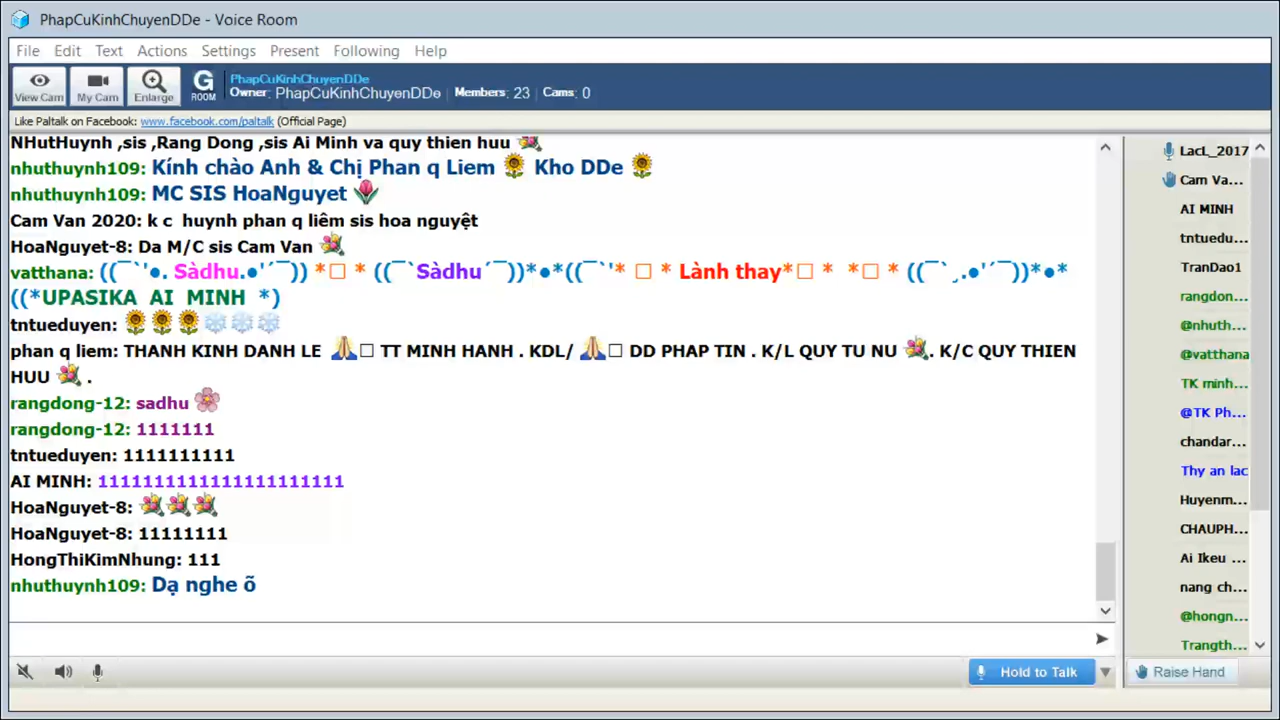 PhapCuKinhChuyenDDe - Voice Room
File Edit Text Actions Settings Present Following Help
View Cam My Cam Enlarge G ROOM
PhapCuKinhChuyenDDe
Owner: PhapCuKinhChuyenDDe Members: 23 Cams: 0
Like Paltalk on Facebook: www.facebook.com/paltalk (Official Page)
NHutHuynh ,sis ,Rang Dong ,sis Ai Minh va quy thien huu 💐
nhuthuynh109: Kính chào Anh & Chị Phan q Liem 🌻 Kho DDe 🌻
nhuthuynh109: MC SIS HoaNguyet 🌷
Cam Van 2020: k c huynh phan q liêm sis hoa nguyệt
HoaNguyet-8: Da M/C sis Cam Van 💐
vatthana: ((¯`'●. Sàdhu.●'´¯)) *□ * ((¯`Sàdhu´¯))*●*((¯`'* □ * Lành thay*□ * *□ * ((¯`¸.●'´¯))*●*
((*UPASIKA AI MINH *)
tntueduyen: 🌻🌻🌻❄️❄️❄️
phan q liem: THANH KINH DANH LE 🙏□ TT MINH HANH . KDL/ 🙏□ DD PHAP TIN . K/L QUY TU NU 💐. K/C QUY THIEN
HUU 💐 .
rangdong-12: sadhu 🌸
rangdong-12: 1111111
tntueduyen: 1111111111
AI MINH: 1111111111111111111111
HoaNguyet-8: 💐💐💐
HoaNguyet-8: 11111111
HongThiKimNhung: 111
nhuthuynh109: Dạ nghe õ
LacL_2017
Cam Va...
AI MINH
tntuedu...
TranDao1
rangdon...
@nhuth...
@vatthana
TK minh...
@TK Ph...
chandar...
Thy an lac
Huyenm...
CHAUPH...
Ai Ikeu ...
nang ch...
@hongn...
Trangth...
Hold to Talk
Raise Hand